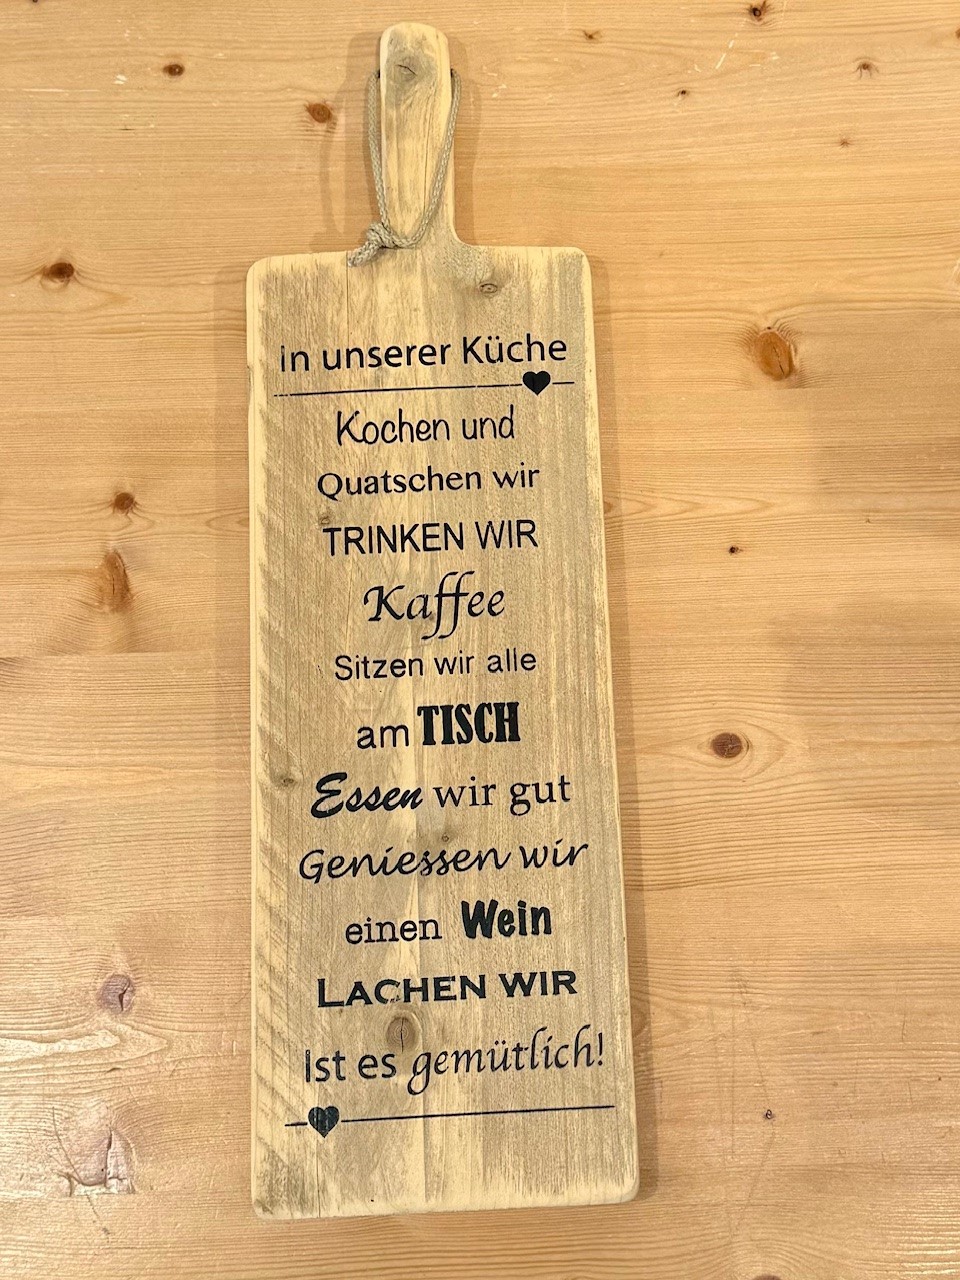 in unserer Küche
Kochen und
Quatschen wir
TRINKEN WIR
Kaffee
Sitzen wir alle
am TISCH
Essen wir gut
Geniessen wir
einen Wein
LACHEN WIR
Ist es gemütlich!